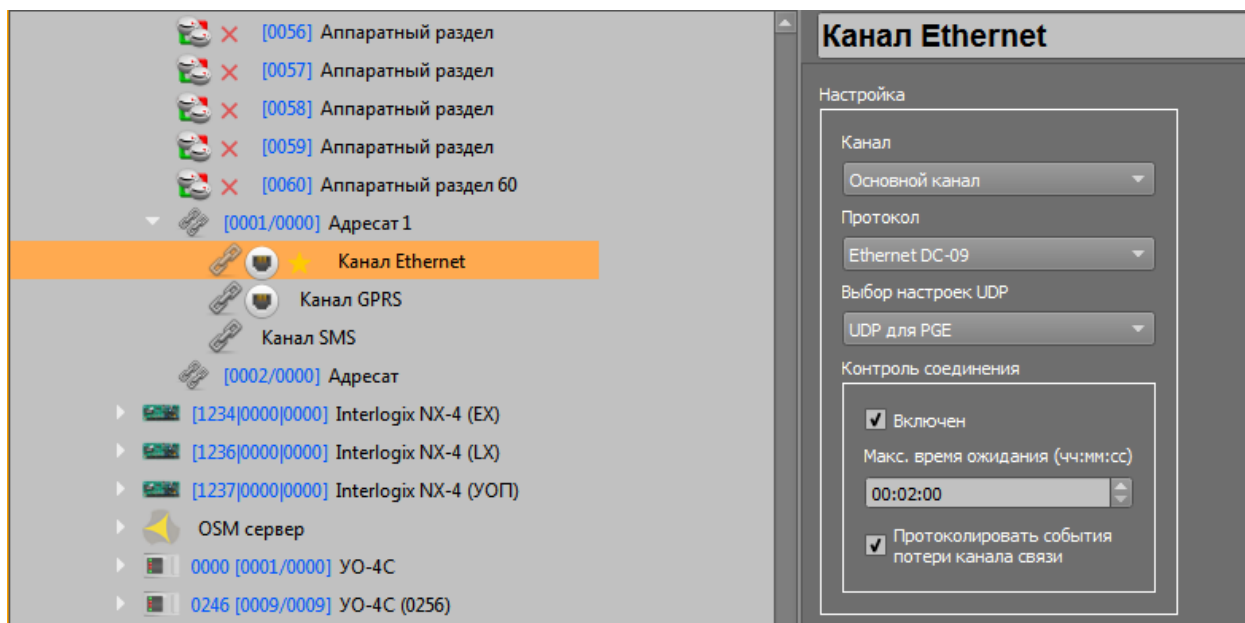 [0056] Аппаратный раздел
[0057] Аппаратный раздел
[0058] Аппаратный раздел
[0059] Аппаратный раздел
[0060] Аппаратный раздел 60
[0001/0000] Адресат 1
Канал Ethernet
Канал GPRS
Канал SMS
[0002/0000] Адресат
[1234|0000|0000] Interlogix NX-4 (EX)
[1236|0000|0000] Interlogix NX-4 (LX)
[1237|0000|0000] Interlogix NX-4 (УОП)
OSM сервер
0000 [0001/0000] УО-4С
0246 [0009/0009] УО-4С (0256)
Канал Ethernet
Настройка
Канал
Основной канал
Протокол
Ethernet DC-09
Выбор настроек UDP
UDP для PGE
Контроль соединения
Включен
Макс. время ожидания (чч:мм:сс)
00:02:00
Протоколировать события
потери канала связи